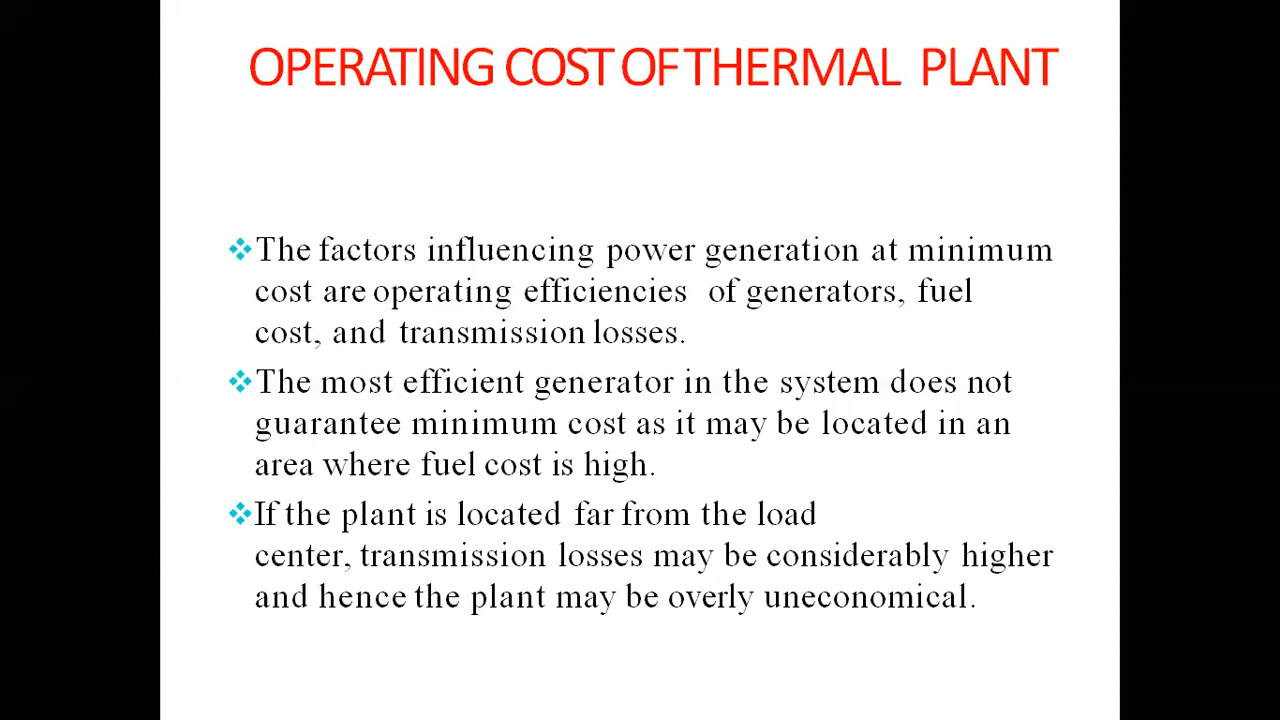 OPERATING COST OF THERMAL PLANT
❖The factors influencing power generation at minimum
cost are operating efficiencies of generators, fuel
cost, and transmission losses.
❖The most efficient generator in the system does not
guarantee minimum cost as it may be located in an
area where fuel cost is high.
❖If the plant is located far from the load
center, transmission losses may be considerably higher
and hence the plant may be overly uneconomical.